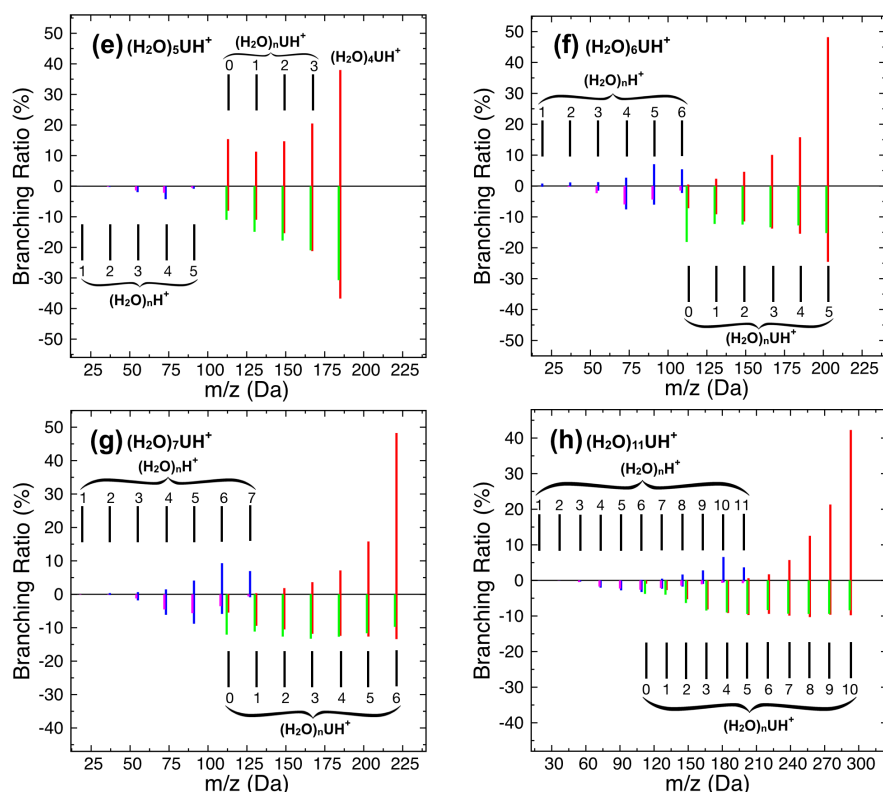 (e) (H2O)5UH+
(H2O)nUH+
(H2O)4UH+
0 1 2 3
50
40
30
20
10
0
-10
-20
-30
-40
-50
Branching Ratio (%)
1 2 3 4 5
(H2O)nH+
25 50 75 100 125 150 175 200 225
m/z (Da)
(f) (H2O)6UH+
(H2O)nH+
1 2 3 4 5 6
50
40
30
20
10
0
-10
-20
-30
-40
-50
Branching Ratio (%)
0 1 2 3 4 5
(H2O)nUH+
25 50 75 100 125 150 175 200
m/z (Da)
(g) (H2O)7UH+
(H2O)nH+
1 2 3 4 5 6 7
50
40
30
20
10
0
-10
-20
-30
-40
Branching Ratio (%)
0 1 2 3 4 5 6
(H2O)nUH+
25 50 75 100 125 150 175 200 225
m/z (Da)
(h) (H2O)11UH+
(H2O)nH+
1 2 3 4 5 6 7 8 9 10 11
40
30
20
10
0
-10
-20
-30
-40
Branching Ratio (%)
0 1 2 3 4 5 6 7 8 9 10
(H2O)nUH+
30 60 90 120 150 180 210 240 270 300
m/z (Da)